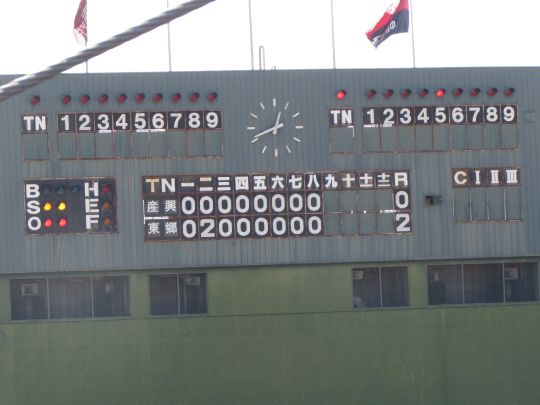 TN 1 2 3 4 5 6 7 8 9
TN 1 2 3 4 5 6 7 8 9
B H
S E
O F
TN 一 二 三 四 五 六 七 八 九 十 土 士 R
産興 0 0 0 0 0 0 0 0 0
東郷 0 2 0 0 0 0 0 0 2
C I II III